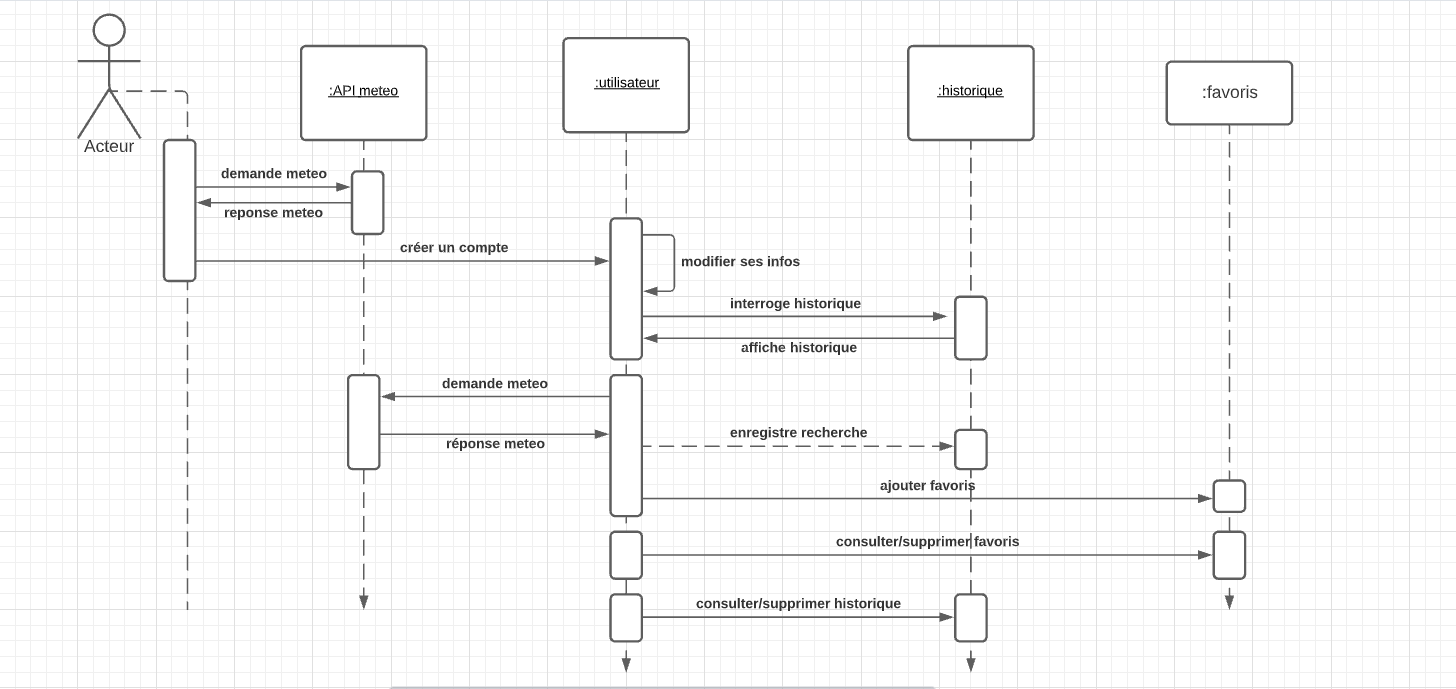 Acteur
:API meteo
:utilisateur
:historique
:favoris
demande meteo
reponse meteo
créer un compte
modifier ses infos
interroge historique
affiche historique
demande meteo
enregistre recherche
réponse meteo
ajouter favoris
consulter/supprimer favoris
consulter/supprimer historique